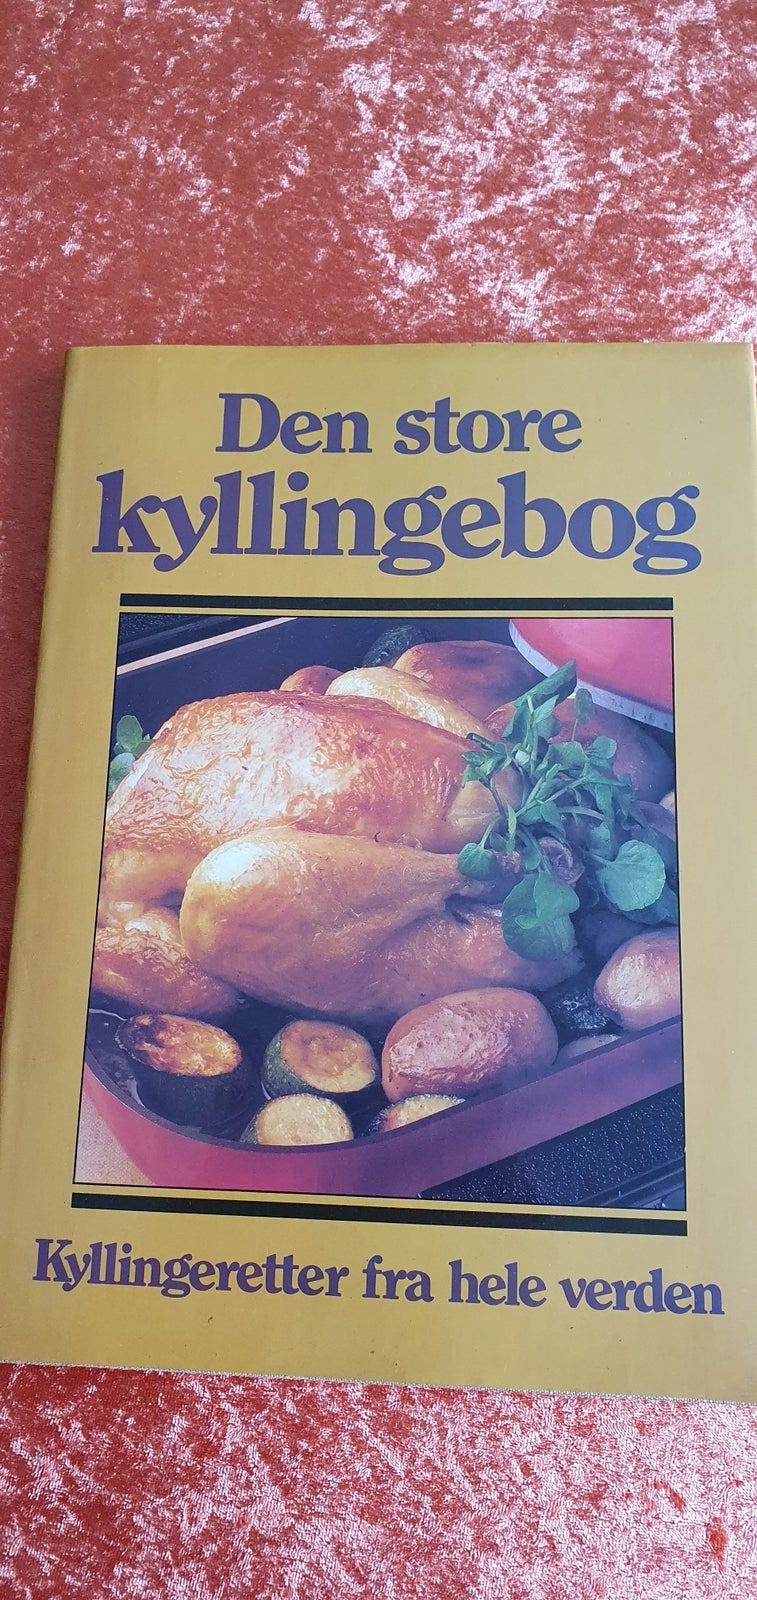 Den store
kyllingebog
Kyllingeretter fra hele verden